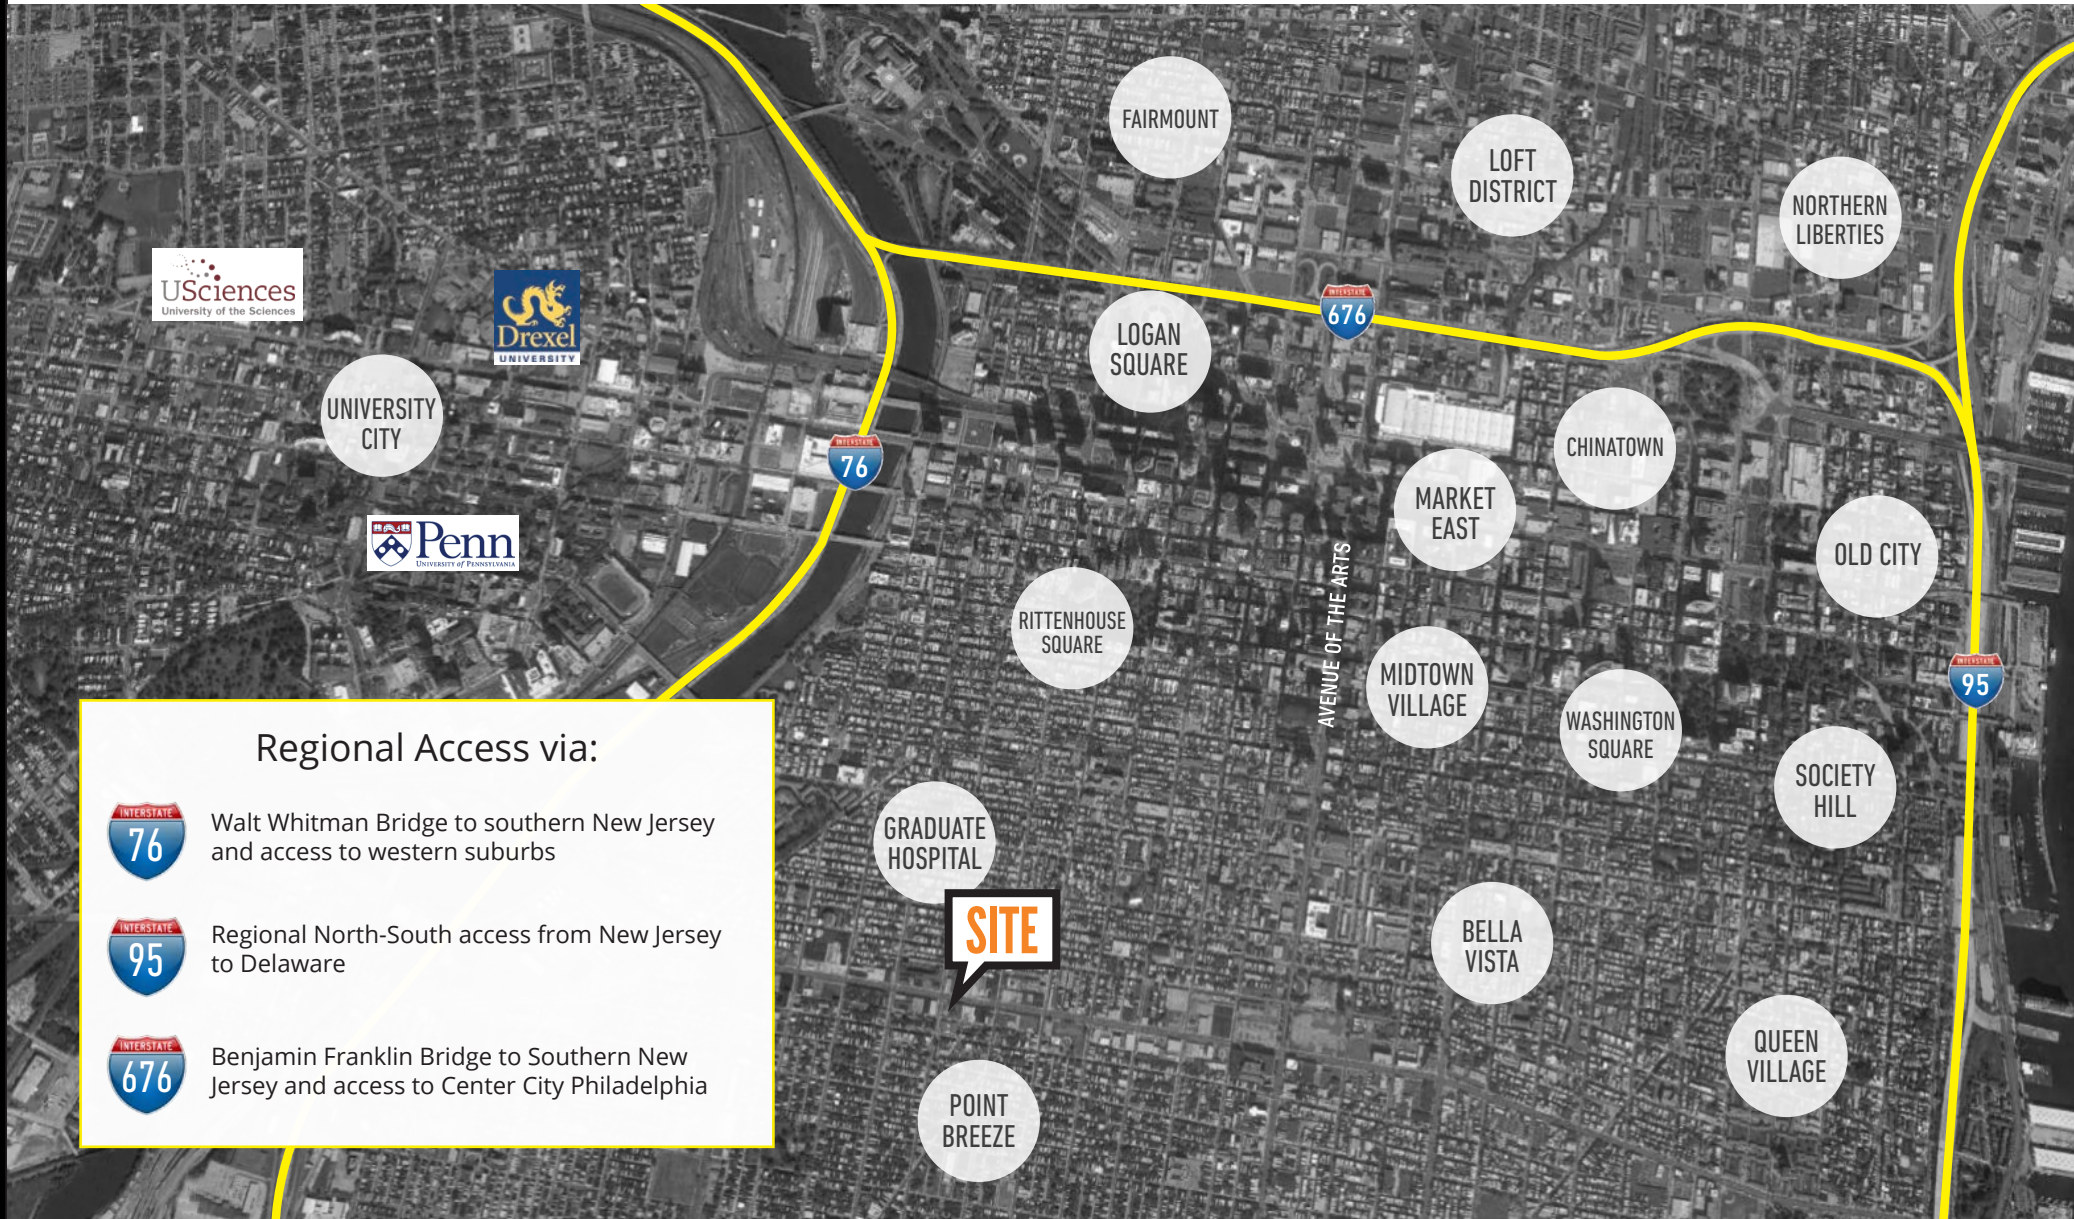 FAIRMOUNT
LOFT
DISTRICT
NORTHERN
LIBERTIES
USciences
University of the Sciences
Drexel
UNIVERSITY
INTERSTATE
676
LOGAN
SQUARE
UNIVERSITY
CITY
INTERSTATE
76
CHINATOWN
MARKET
EAST
Penn
UNIVERSITY of PENNSYLVANIA
OLD CITY
RITTENHOUSE
SQUARE
AVENUE OF THE ARTS
MIDTOWN
VILLAGE
WASHINGTON
SQUARE
INTERSTATE
95
SOCIETY
HILL
GRADUATE
HOSPITAL
SITE
BELLA
VISTA
QUEEN
VILLAGE
POINT
BREEZE
Regional Access via:
INTERSTATE
76
Walt Whitman Bridge to southern New Jersey
and access to western suburbs
INTERSTATE
95
Regional North-South access from New Jersey
to Delaware
INTERSTATE
676
Benjamin Franklin Bridge to Southern New
Jersey and access to Center City Philadelphia